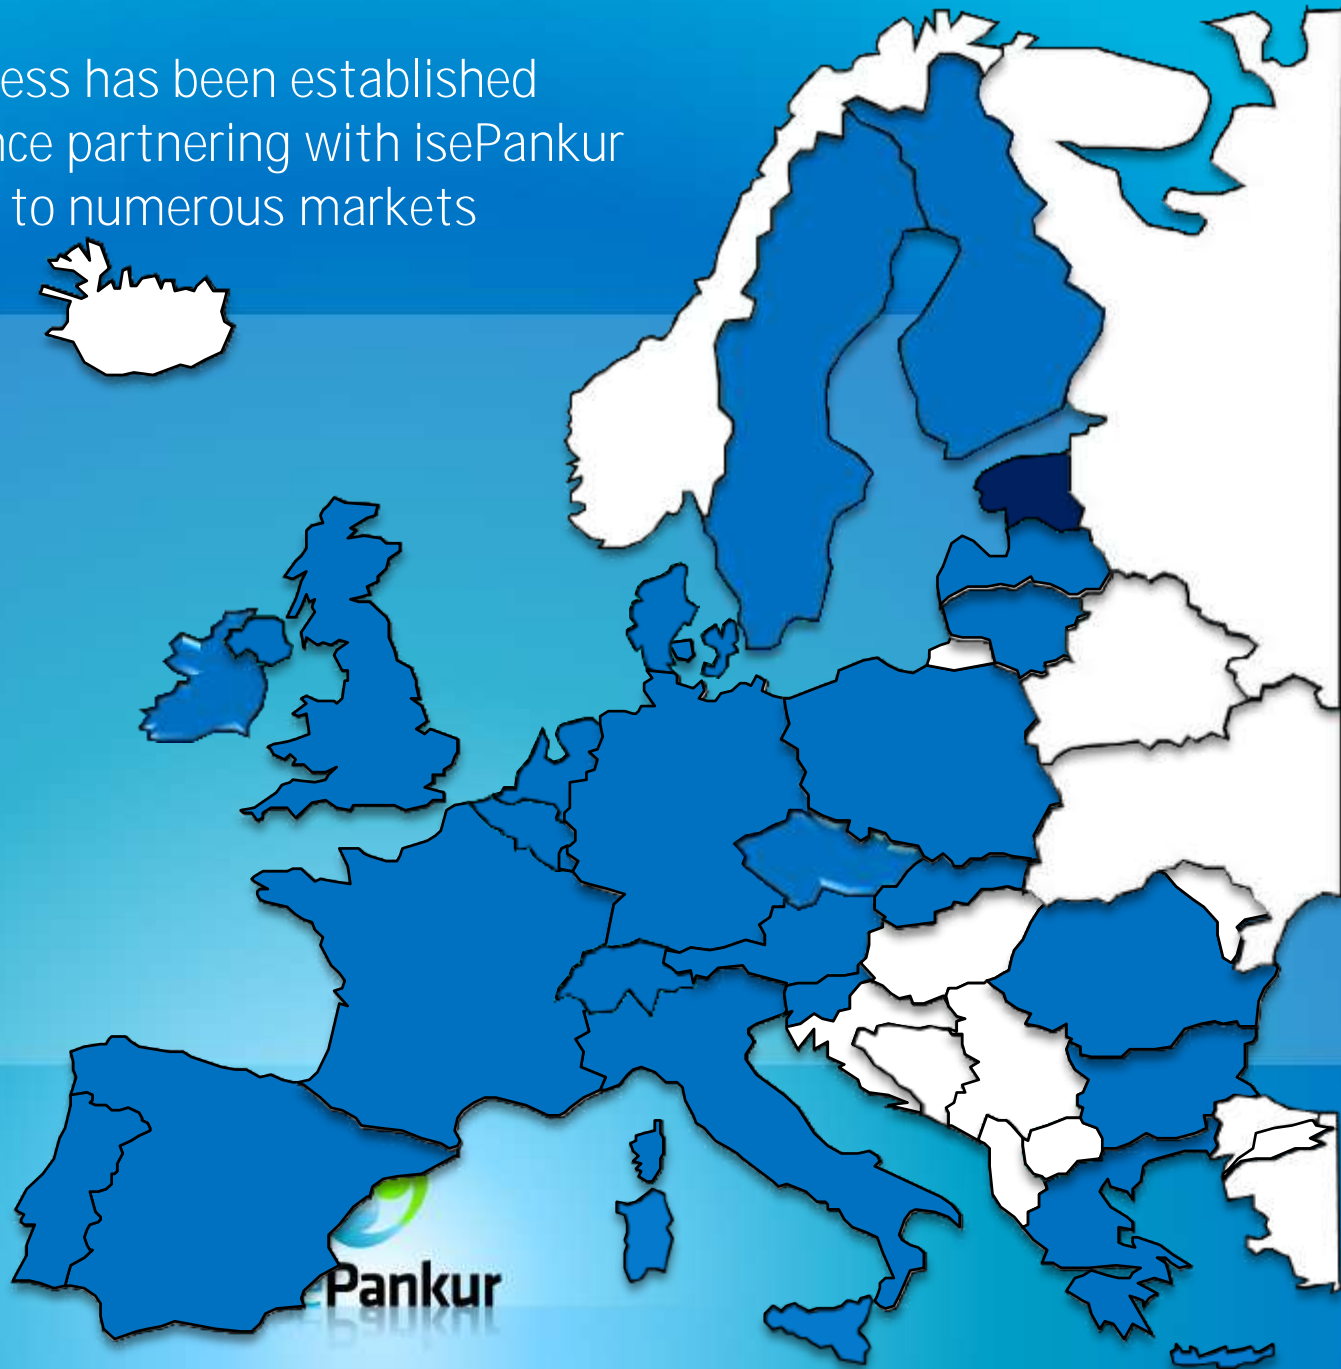 ess has been established
nce partnering with isePankur
to numerous markets
Pankur